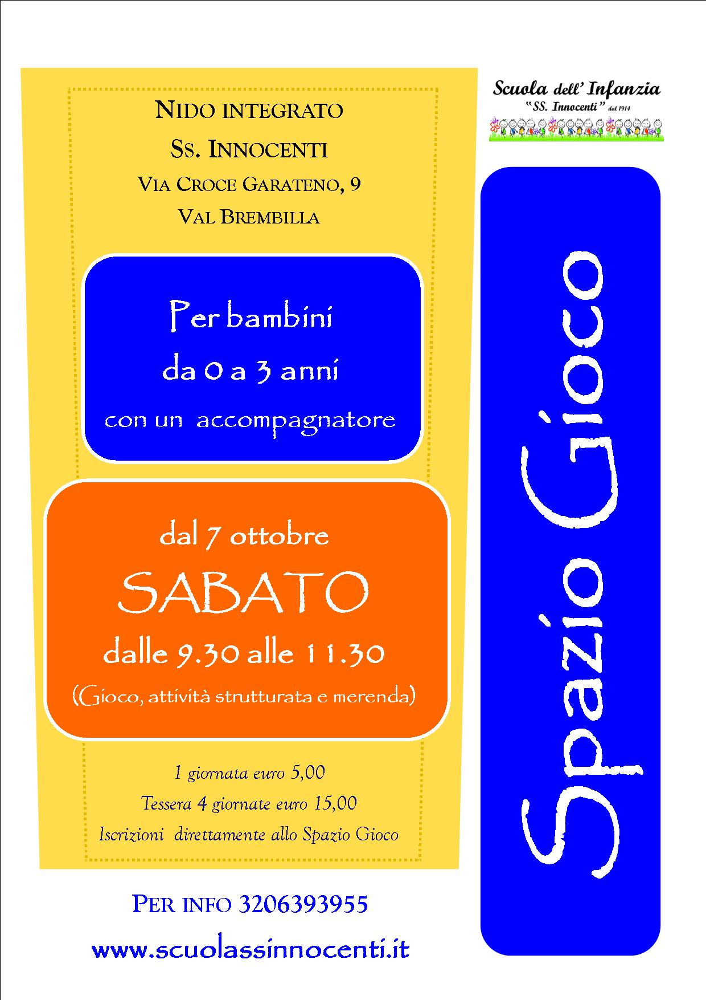 NIDO INTEGRATO
SS. INNOCENTI
VIA CROCE GARATENO, 9
VAL BREMBILLA
Per bambini
da 0 a 3 anni
con un accompagnatore
dal 7 ottobre
SABATO
dalle 9.30 alle 11.30
(Gioco, attività strutturata e merenda)
1 giornata euro 5,00
Tessera 4 giornate euro 15,00
Iscrizioni direttamente allo Spazio Gioco
PER INFO 3206393955
www.scuolassinnocenti.it
Scuola dell' Infanzia
"SS. Innocenti" dal 1914
Spazio Gioco